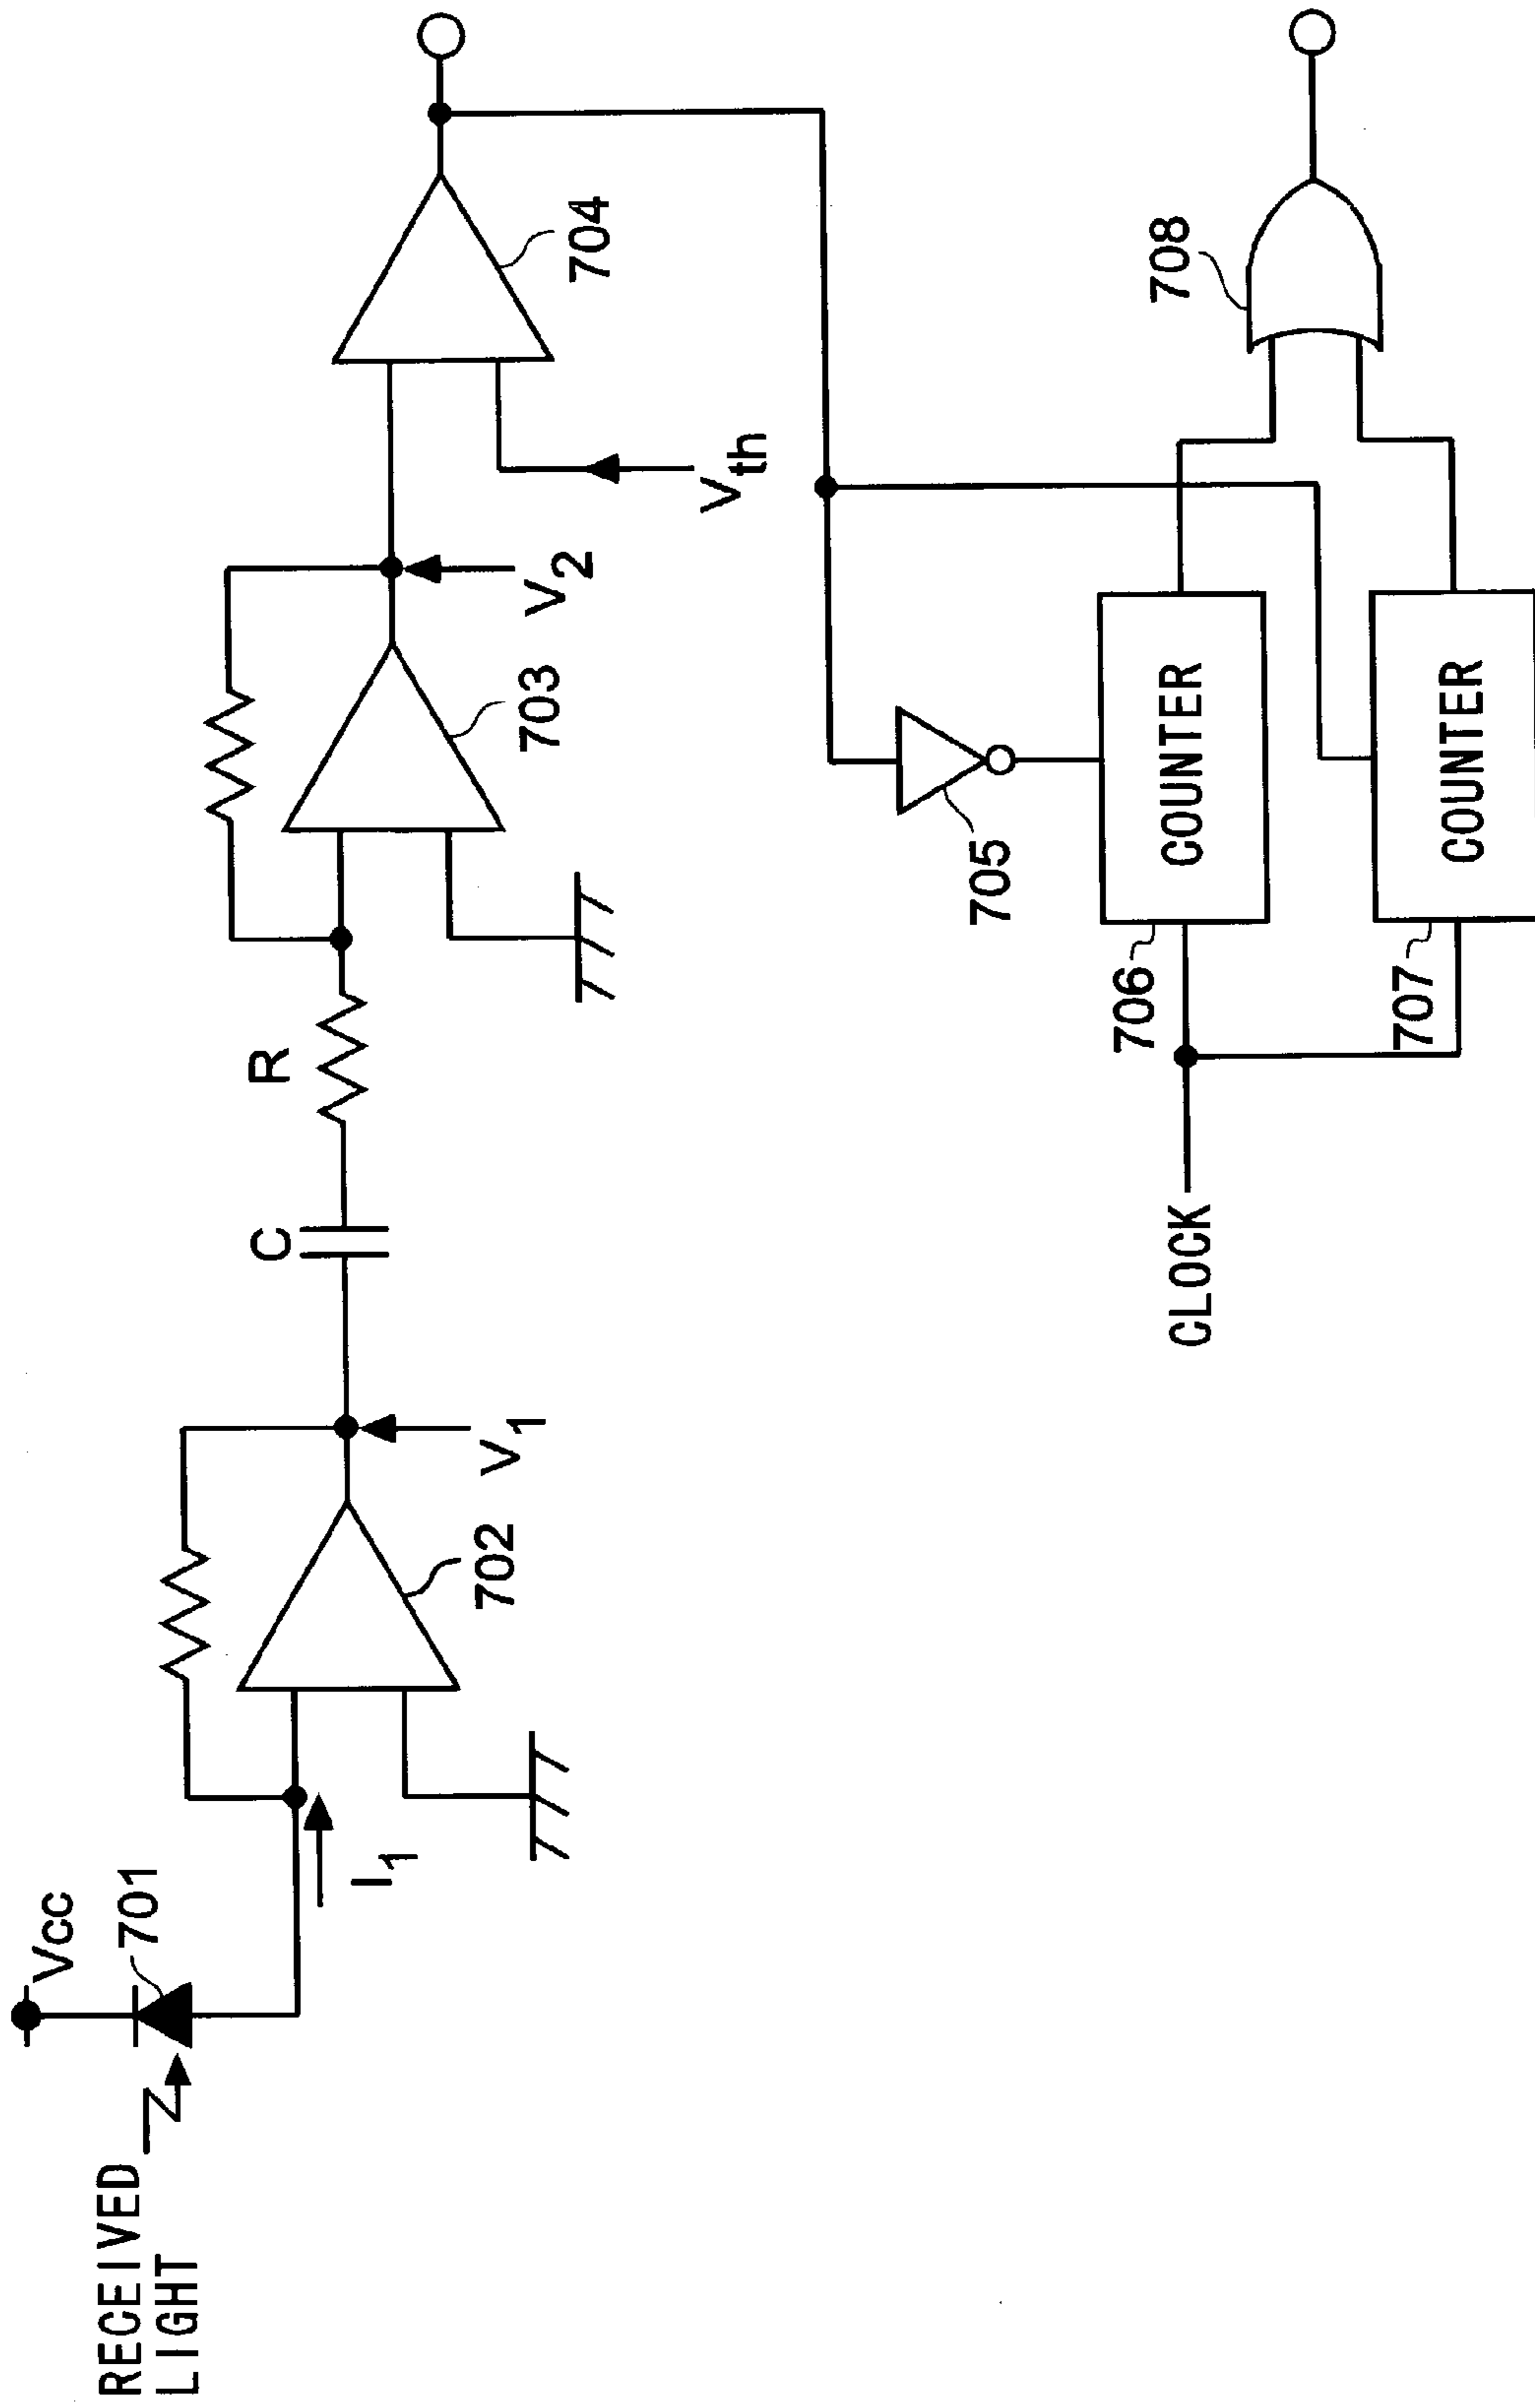 RECEIVED
LIGHT
Vcc
701
I1
702
V1
C
R
703
V2
Vth
704
705
CLOCK
706
COUNTER
707
COUNTER
708